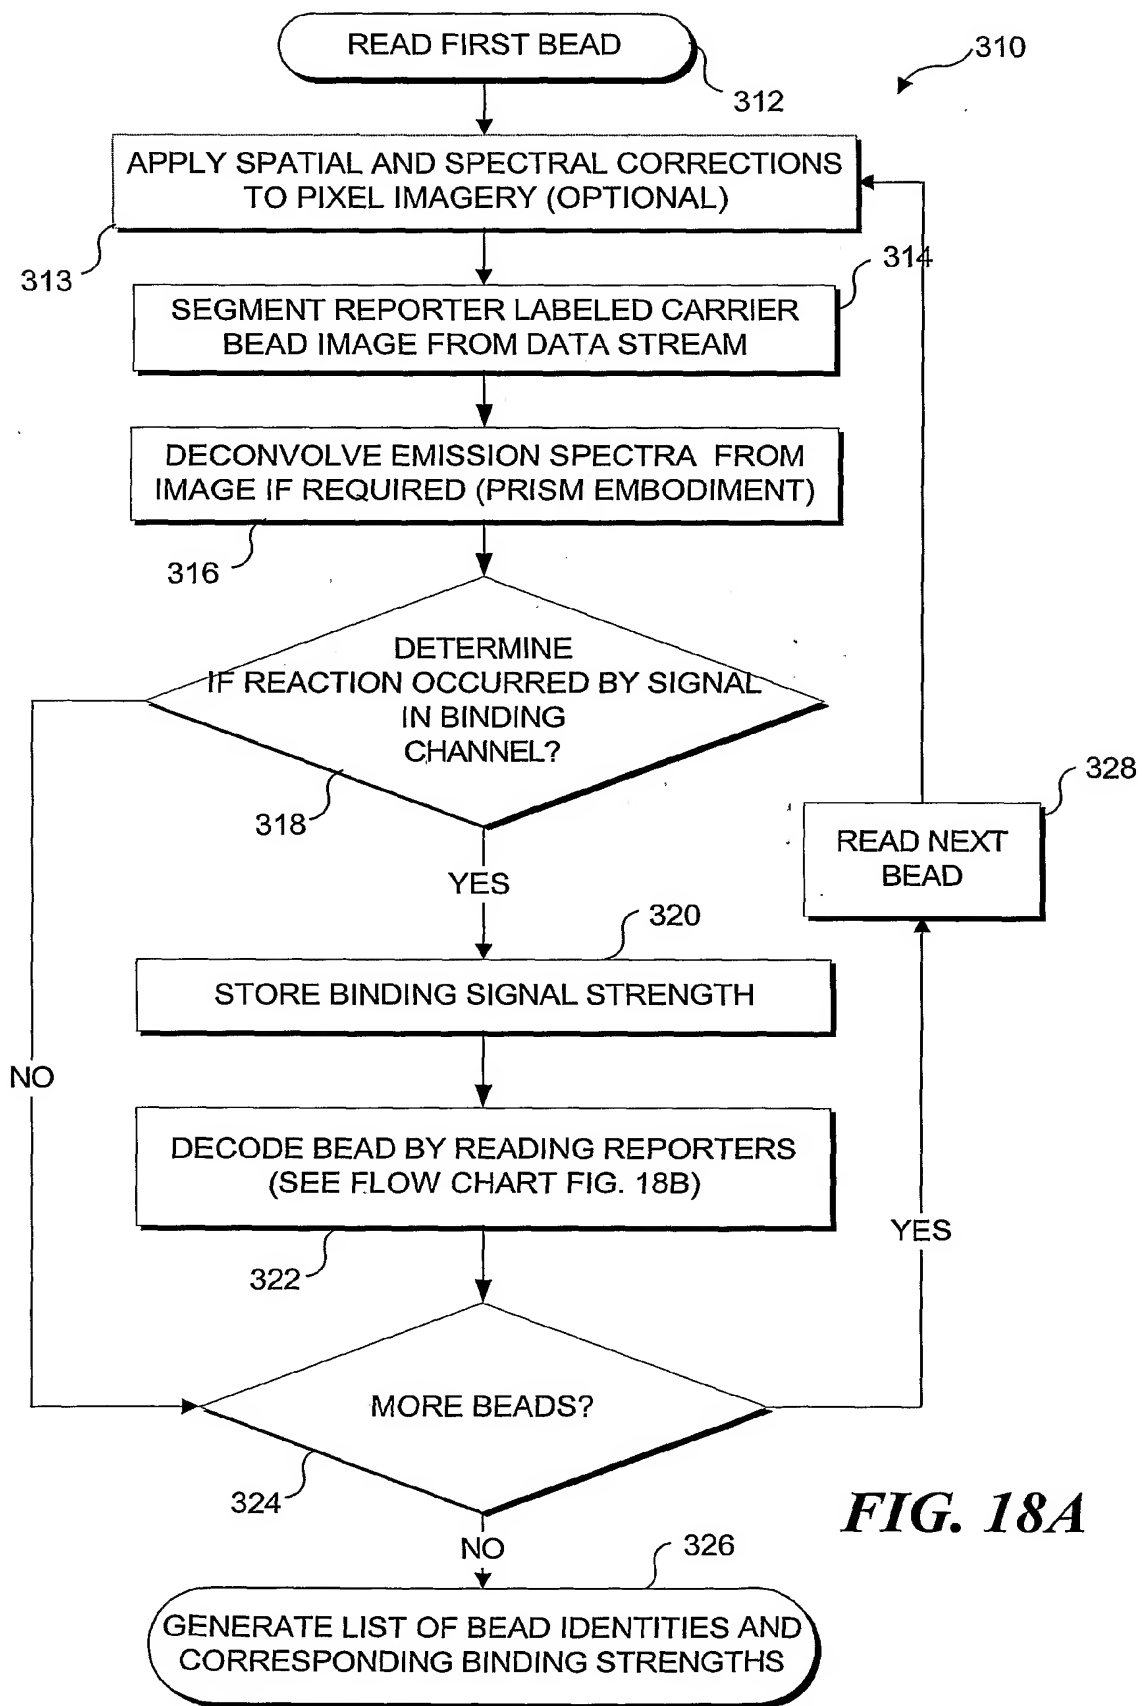 READ FIRST BEAD
310
312
APPLY SPATIAL AND SPECTRAL CORRECTIONS
TO PIXEL IMAGERY (OPTIONAL)
313
314
SEGMENT REPORTER LABELED CARRIER
BEAD IMAGE FROM DATA STREAM
DECONVOLVE EMISSION SPECTRA FROM
IMAGE IF REQUIRED (PRISM EMBODIMENT)
316
DETERMINE
IF REACTION OCCURRED BY SIGNAL
IN BINDING
CHANNEL?
318
328
READ NEXT
BEAD
YES
320
STORE BINDING SIGNAL STRENGTH
NO
DECODE BEAD BY READING REPORTERS
(SEE FLOW CHART FIG. 18B)
YES
322
MORE BEADS?
324
FIG. 18A
NO
326
GENERATE LIST OF BEAD IDENTITIES AND
CORRESPONDING BINDING STRENGTHS